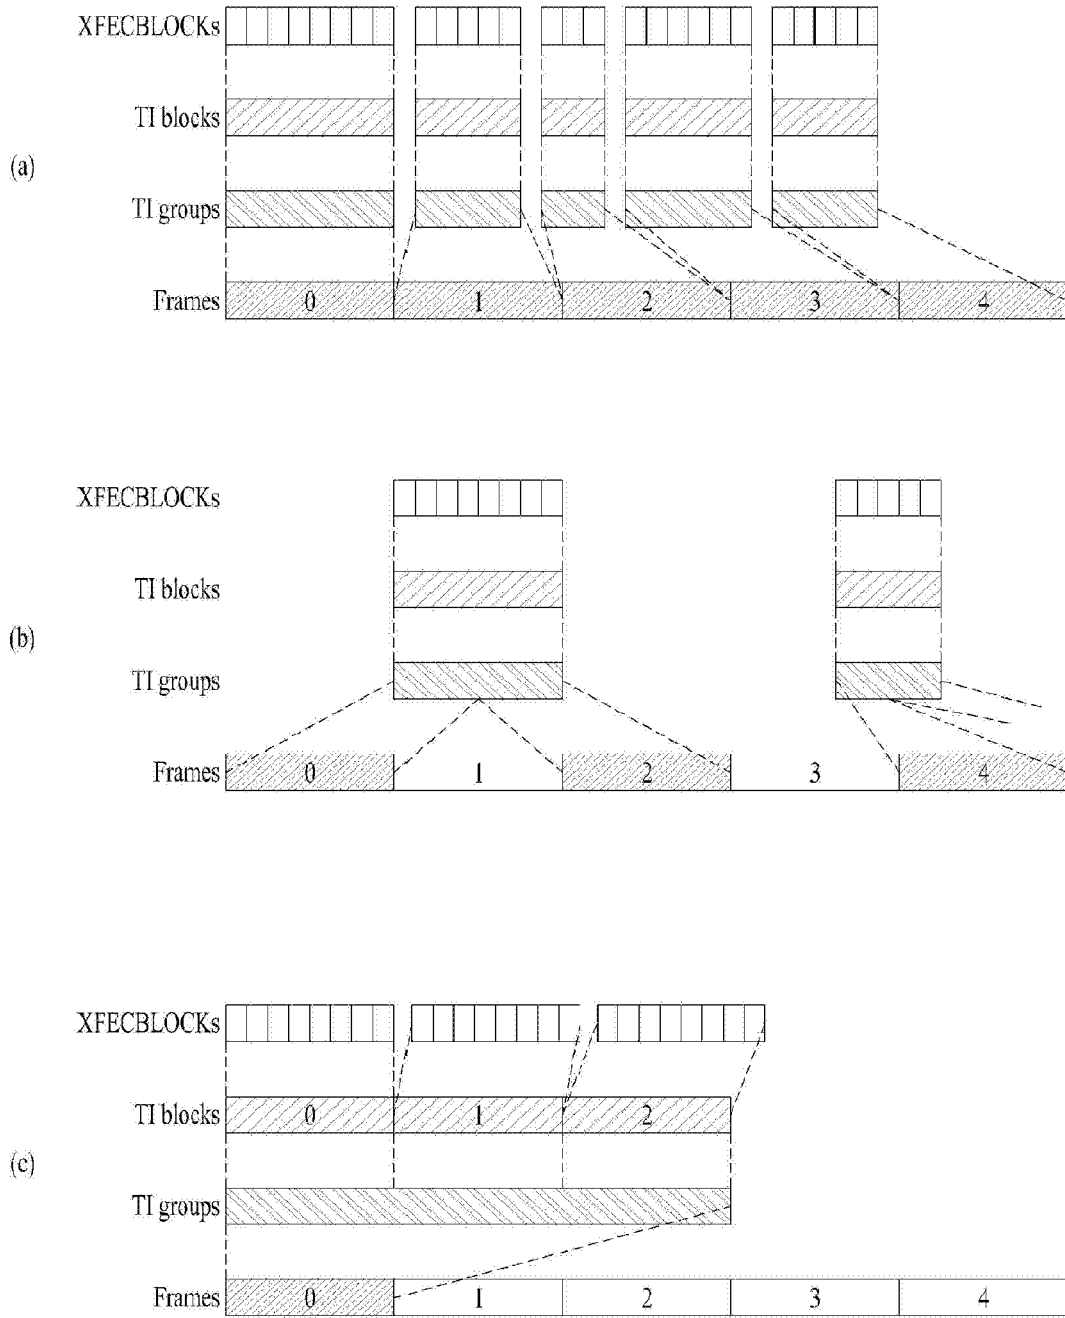 XFECBLOCKs
TI blocks
(a)
TI groups
Frames 0 1 2 3 4
XFECBLOCKs
TI blocks
(b)
TI groups
Frames 0 1 2 3 4
XFECBLOCKs
TI blocks 0 1 2
(c)
TI groups
Frames 0 1 2 3 4